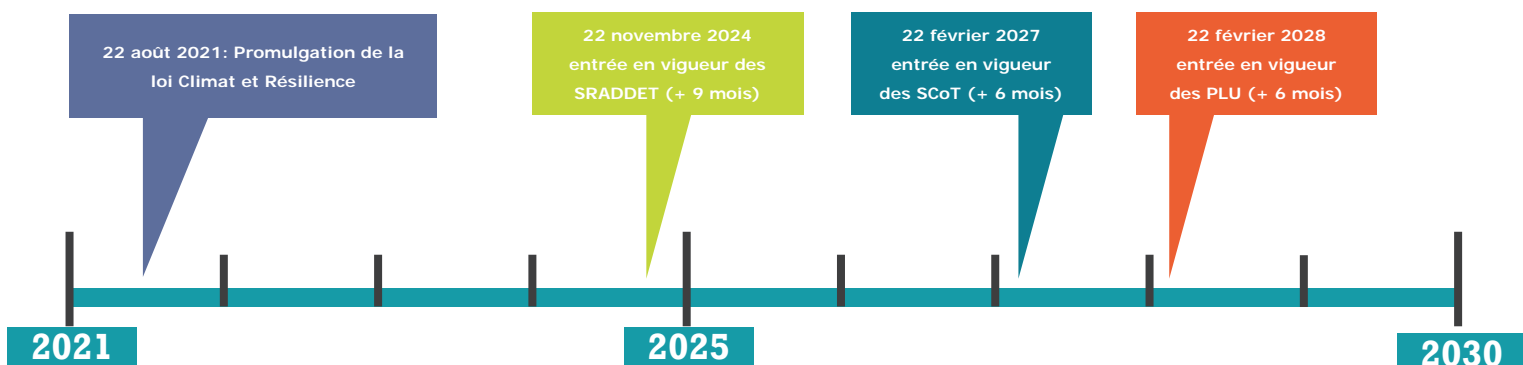 22 août 2021: Promulgation de la
loi Climat et Résilience
22 novembre 2024
entrée en vigueur des
SRADDET (+ 9 mois)
22 février 2027
entrée en vigueur
des SCoT (+ 6 mois)
22 février 2028
entrée en vigueur
des PLU (+ 6 mois)
2021
2025
2030